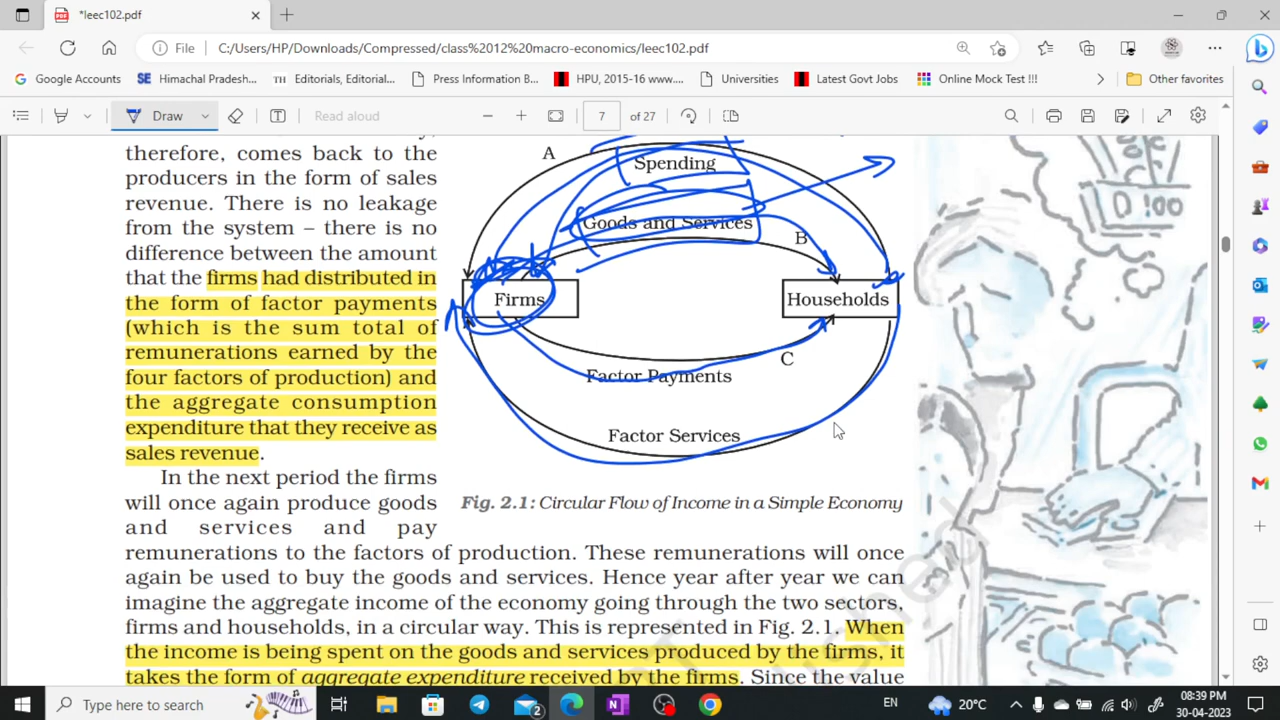 *leec102.pdf
File
C:/Users/HP/Downloads/Compressed/class%2012%20macro-economics/leec102.pdf
Google Accounts
SE Himachal Pradesh...
TH Editorials, Editorial...
Press Information B...
HPU, 2015-16 www....
Universities
Latest Govt Jobs
Online Mock Test !!!
Other favorites
Draw
Read aloud
7 of 27
therefore, comes back to the
producers in the form of sales
revenue. There is no leakage
from the system – there is no
difference between the amount
that the firms had distributed in
the form of factor payments
(which is the sum total of
remunerations earned by the
four factors of production) and
the aggregate consumption
expenditure that they receive as
sales revenue.
In the next period the firms
will once again produce goods
and services and pay
A
Spending
Goods and Services
B
Firms
Households
C
Factor Payments
Factor Services
Fig. 2.1: Circular Flow of Income in a Simple Economy
remunerations to the factors of production. These remunerations will once
again be used to buy the goods and services. Hence year after year we can
imagine the aggregate income of the economy going through the two sectors,
firms and households, in a circular way. This is represented in Fig. 2.1. When
the income is being spent on the goods and services produced by the firms, it
takes the form of aggregate expenditure received by the firms. Since the value
Type here to search
2
20°C
EN
08:39 PM
30-04-2023